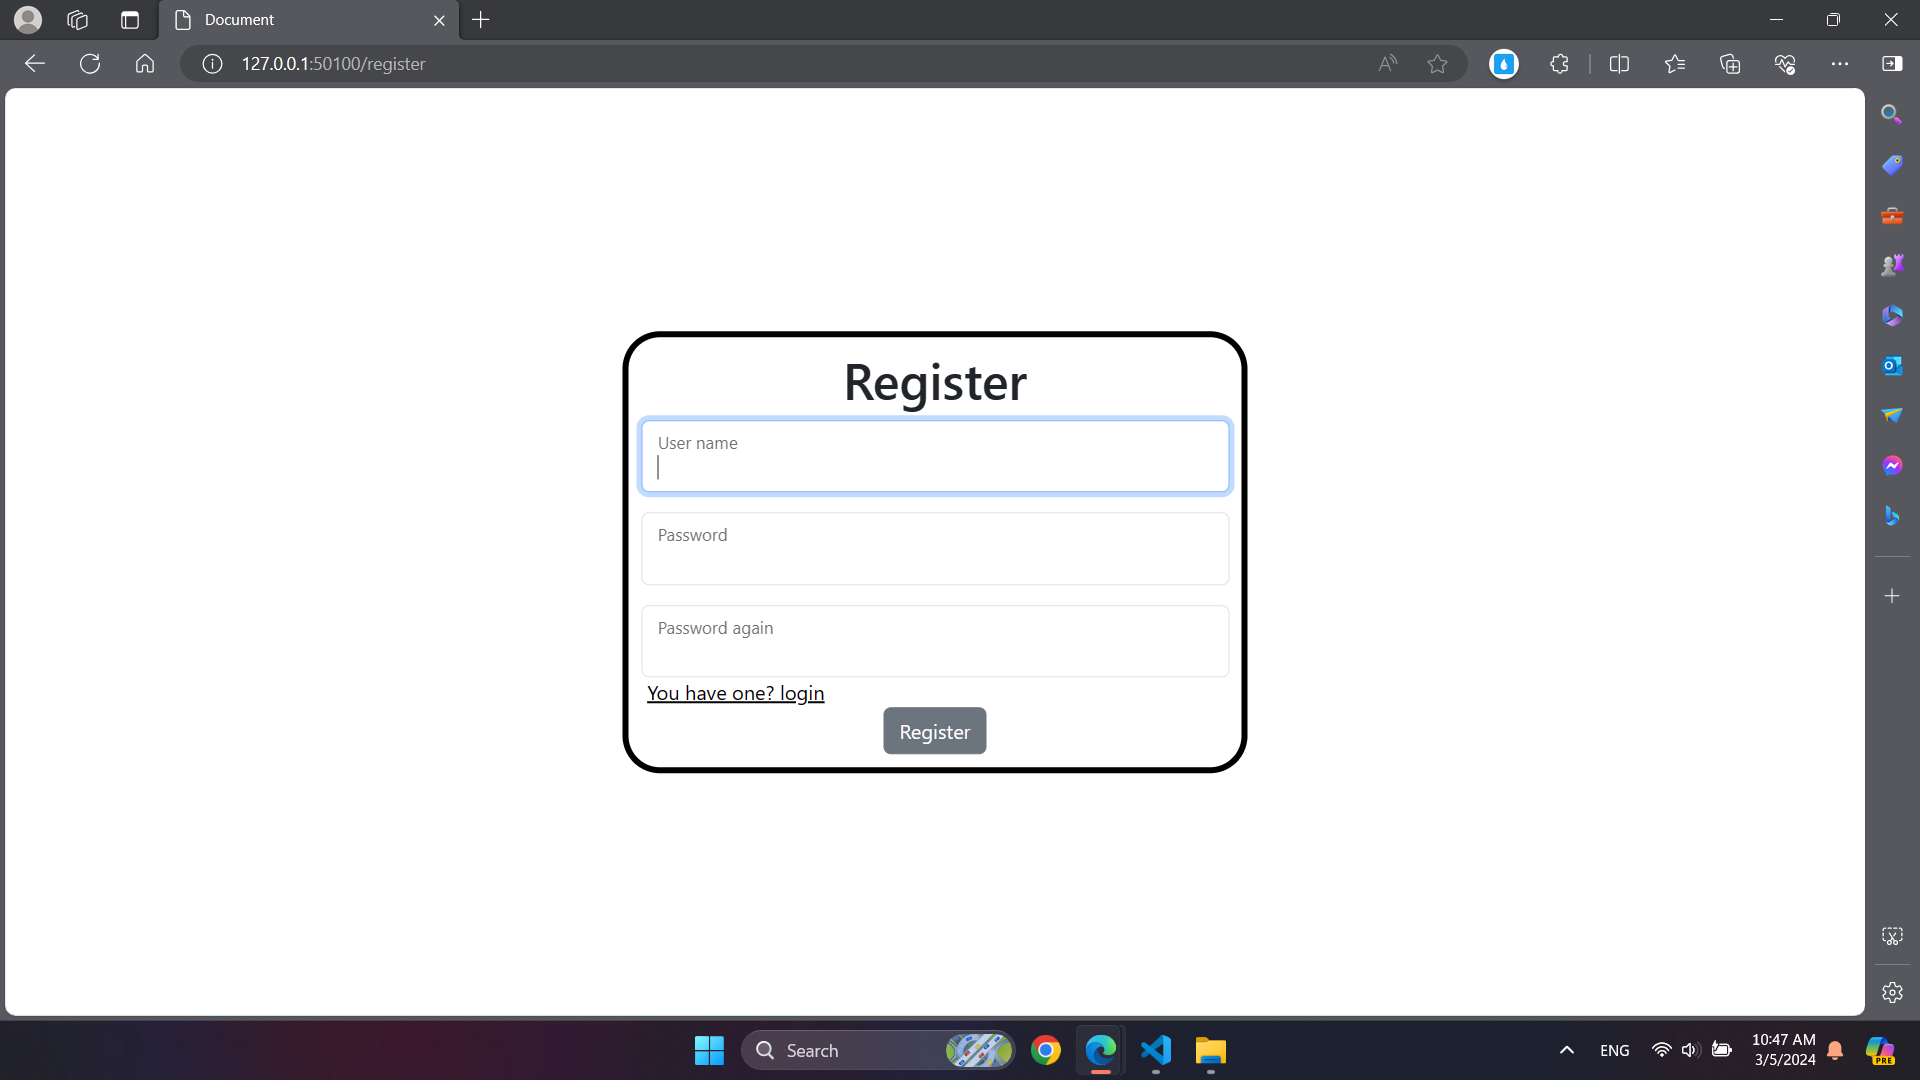 Document
127.0.0.1:50100/register
Register
User name
Password
Password again
You have one? login
Register
Search
ENG
10:47 AM
3/5/2024
PRE